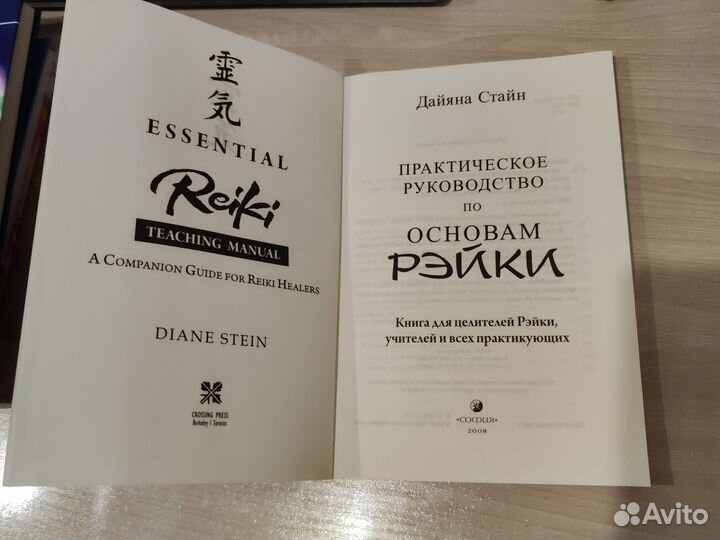 靈
気
ESSENTIAL
Reiki
TEACHING MANUAL
A COMPANION GUIDE FOR REIKI HEALERS
DIANE STEIN
CROSSING PRESS
Berkeley / Toronto
Дайяна Стайн
ПРАКТИЧЕСКОЕ
РУКОВОДСТВО
ПО
ОСНОВАМ
РЭЙКИ
Книга для целителей Рэйки,
учителей и всех практикующих
«СОФИЯ»
2008
Avito